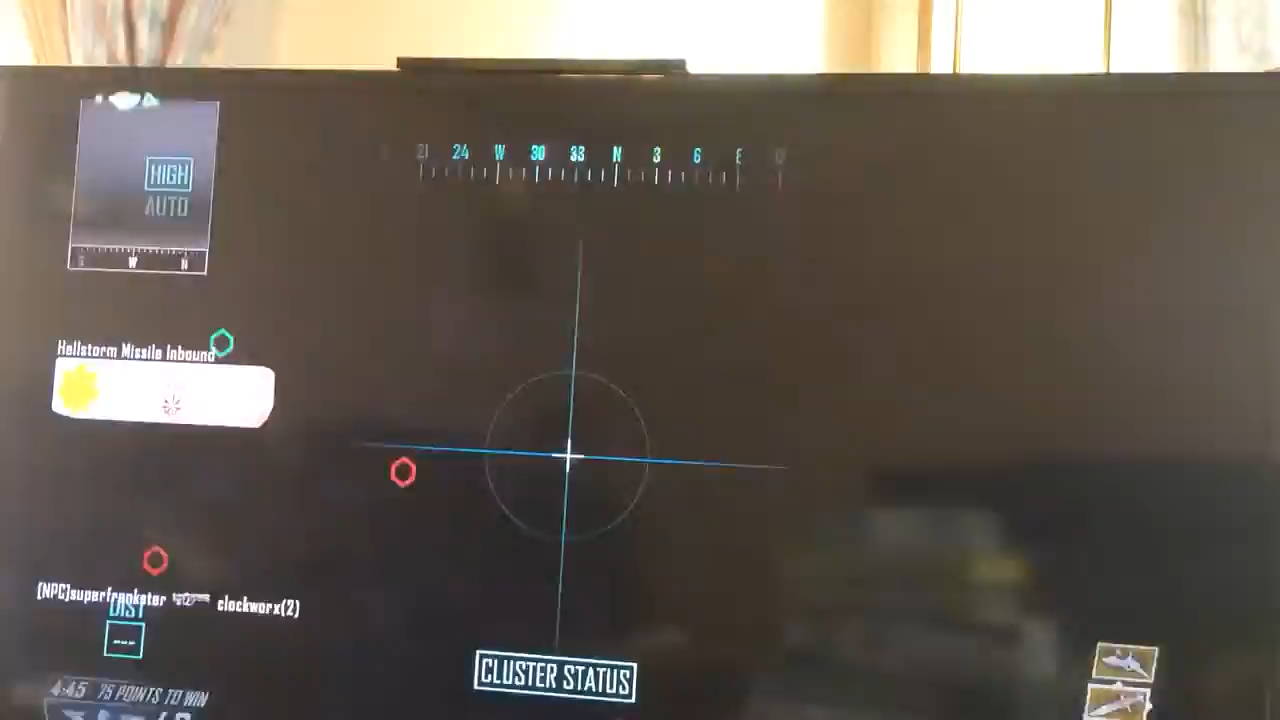 21 24 W 30 33 N 3 6 E
HIGH
AUTO
W N
Hellstorm Missile Inbound
[NPC]superfrankster clockworx(2)
DIST
---
CLUSTER STATUS
4:45 75 POINTS TO WIN